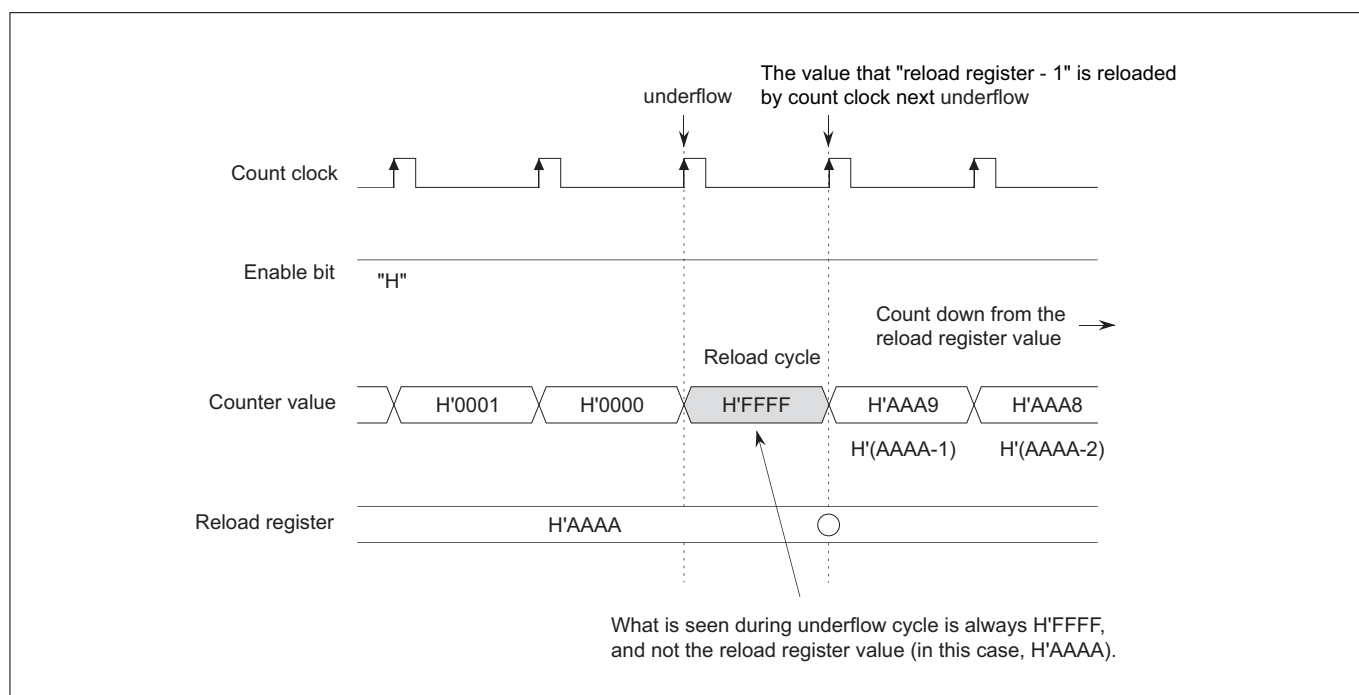 The value that "reload register - 1" is reloaded
by count clock next underflow
underflow
Count clock
Enable bit
"H"
Count down from the
reload register value
Reload cycle
Counter value
H'0001
H'0000
H'FFFF
H'AAA9
H'AAA8
H'(AAAA-1)
H'(AAAA-2)
Reload register
H'AAAA
What is seen during underflow cycle is always H'FFFF,
and not the reload register value (in this case, H'AAAA).